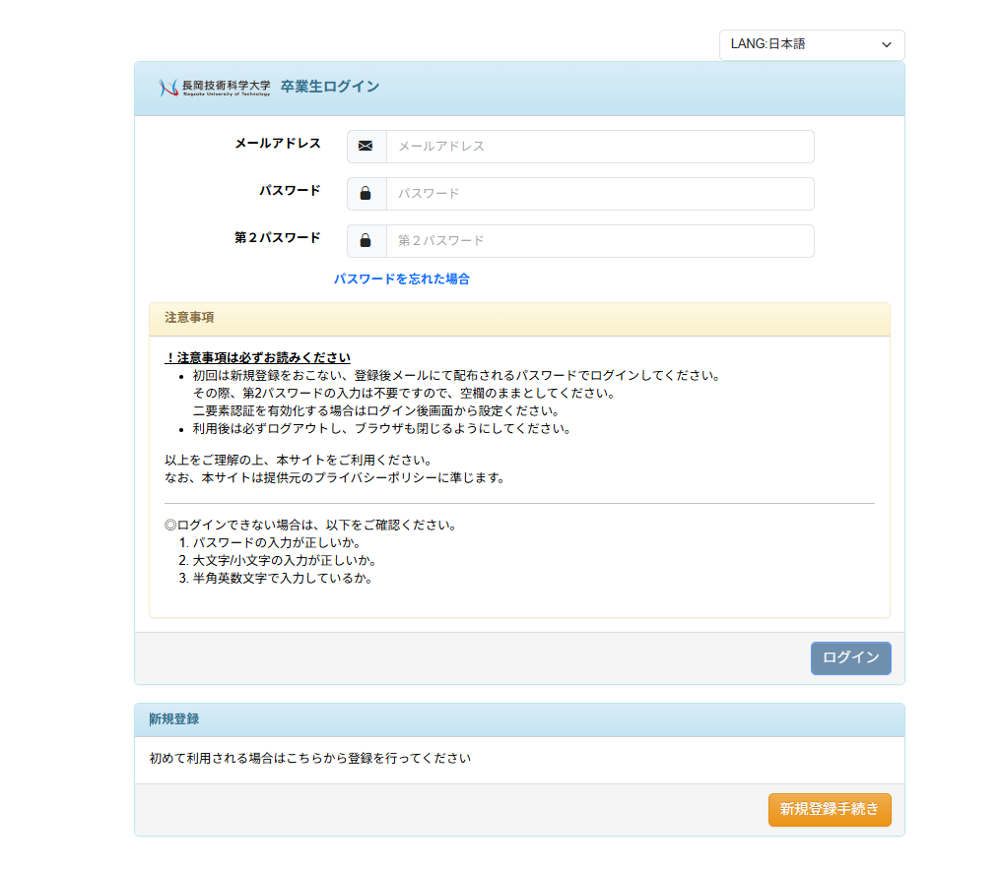 LANG:日本語
長岡技術科学大学 卒業生ログイン
Nagaoka University of Technology
メールアドレス
メールアドレス
パスワード
パスワード
第２パスワード
第２パスワード
パスワードを忘れた場合
注意事項
！注意事項は必ずお読みください
• 初回は新規登録をおこない、登録後メールにて配布されるパスワードでログインしてください。
その際、第2パスワードの入力は不要ですので、空欄のままとしてください。
二要素認証を有効化する場合はログイン後画面から設定ください。
• 利用後は必ずログアウトし、ブラウザも閉じるようにしてください。
以上をご理解の上、本サイトをご利用ください。
なお、本サイトは提供元のプライバシーポリシーに準じます。
◎ログインできない場合は、以下をご確認ください。
1. パスワードの入力が正しいか。
2. 大文字/小文字の入力が正しいか。
3. 半角英数文字で入力しているか。
ログイン
新規登録
初めて利用される場合はこちらから登録を行ってください
新規登録手続き